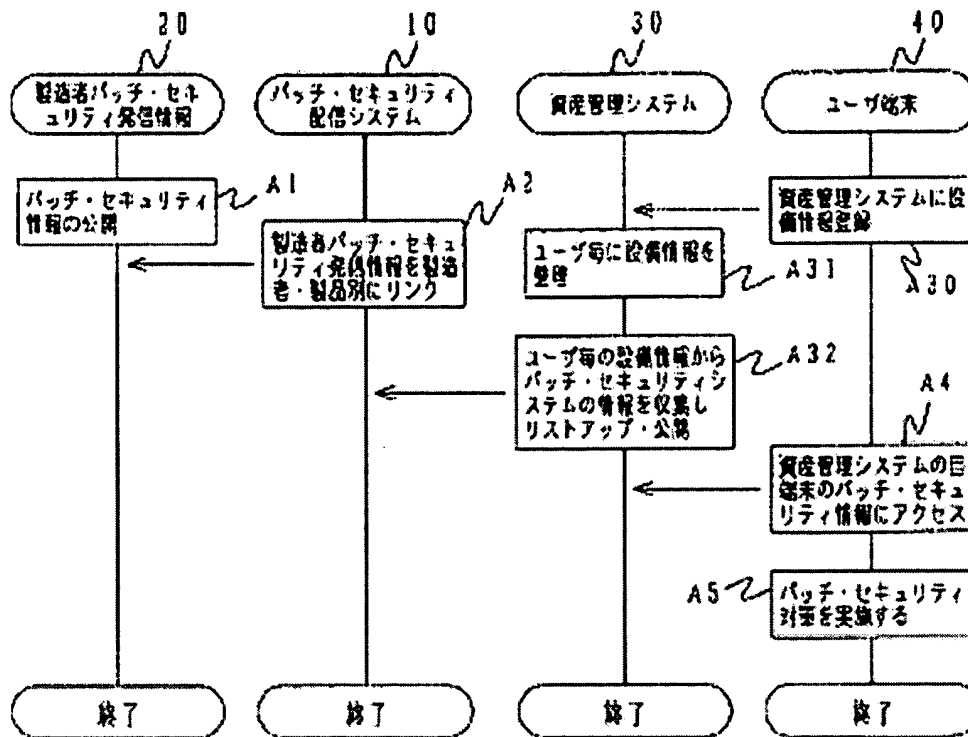 20
10
30
40
製造者パッチ・セキ
ュリティ発信情報
パッチ・セキュリティ
配信システム
資産管理システム
ユーザ端末
パッチ・セキュリティ
情報の公開
A1
製造者パッチ・セキュ
リティ発信情報を製造
者・製品別にリンク
A2
資産管理システムに設
備情報登録
A30
ユーザ毎に設備情報を
整理
A31
ユーザ毎の設備情報から
パッチ・セキュリティシ
ステムの情報を収集し
リストアップ・公開
A32
A4
資産管理システムの自
端末のパッチ・セキュ
リティ情報にアクセス
A5
パッチ・セキュリティ
対策を実施する
終了
終了
終了
終了